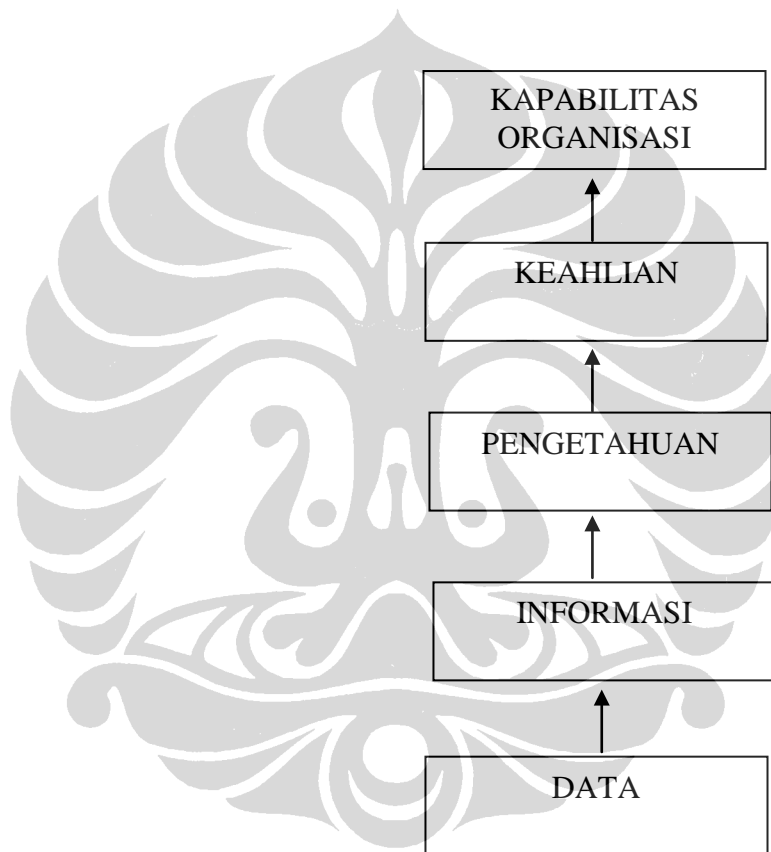 KAPABILITAS
ORGANISASI
KEAHLIAN
PENGETAHUAN
INFORMASI
DATA